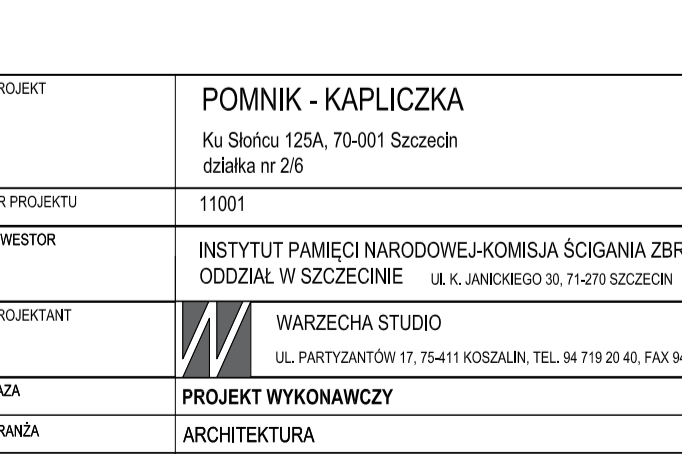 ROJEKT
POMNIK - KAPLICZKA
Ku Słońcu 125A, 70-001 Szczecin
działka nr 2/6
R PROJEKTU
11001
WESTOR
INSTYTUT PAMIĘCI NARODOWEJ-KOMISJA ŚCIGANIA ZBR
ODDZIAŁ W SZCZECINIE Ul. K. JANICKIEGO 30, 71-270 SZCZECIN
ROJEKTANT
WARZECHA STUDIO
UL. PARTYZANTÓW 17, 75-411 KOSZALIN, TEL. 94 719 20 40, FAX 94
AZA
PROJEKT WYKONAWCZY
RANŻA
ARCHITEKTURA